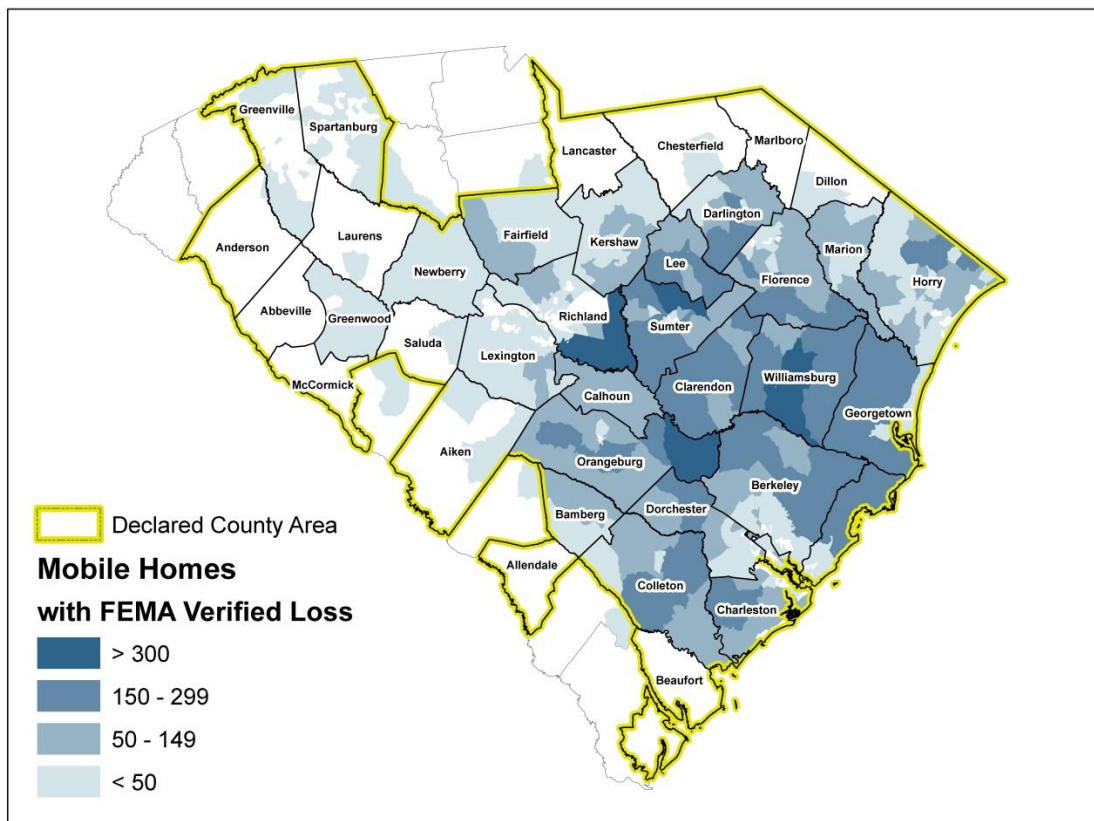 Greenville
Spartanburg
Lancaster
Chesterfield
Marlboro
Dillon
Darlington
Anderson
Laurens
Fairfield
Kershaw
Marion
Newberry
Lee
Florence
Horry
Abbeville
Greenwood
Richland
Sumter
Saluda
Lexington
McCormick
Clarendon
Williamsburg
Calhoun
Georgetown
Aiken
Orangeburg
Berkeley
Bamberg
Dorchester
Allendale
Colleton
Charleston
Beaufort
Declared County Area
Mobile Homes
with FEMA Verified Loss
> 300
150 - 299
50 - 149
< 50